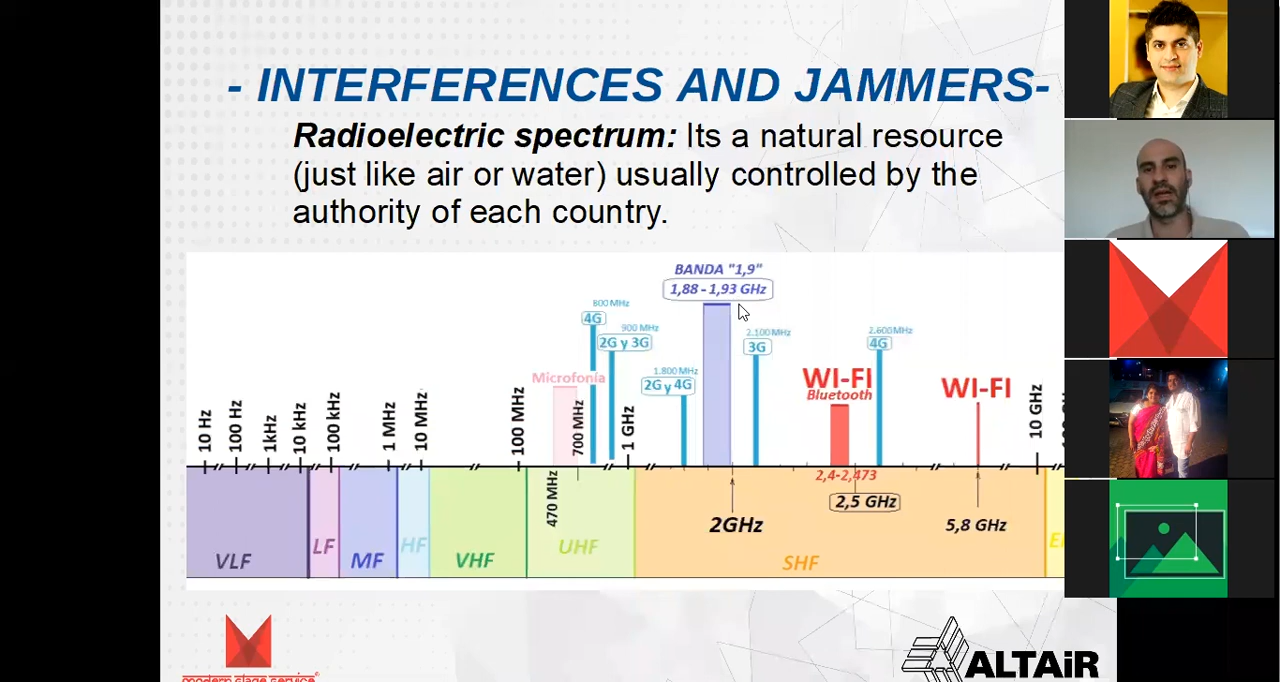 - INTERFERENCES AND JAMMERS-
Radioelectric spectrum: Its a natural resource
(just like air or water) usually controlled by the
authority of each country.
BANDA "1,9"
1,88 - 1,93 GHz
800 MHz
4G
900 MHz
2G y 3G
2.100 MHz
3G
2.600 MHz
4G
1.800 MHz
2G y 4G
Microfonía
WI-FI
Bluetooth
WI-FI
10 Hz
100 Hz
1kHz
10 kHz
100 kHz
1 MHz
10 MHz
100 MHz
700 MHz
1 GHz
10 GHz
470 MHz
2,4-2,473
2,5 GHz
2GHz
5,8 GHz
VLF
LF
MF
HF
VHF
UHF
SHF
modern stage service
ALTAIR